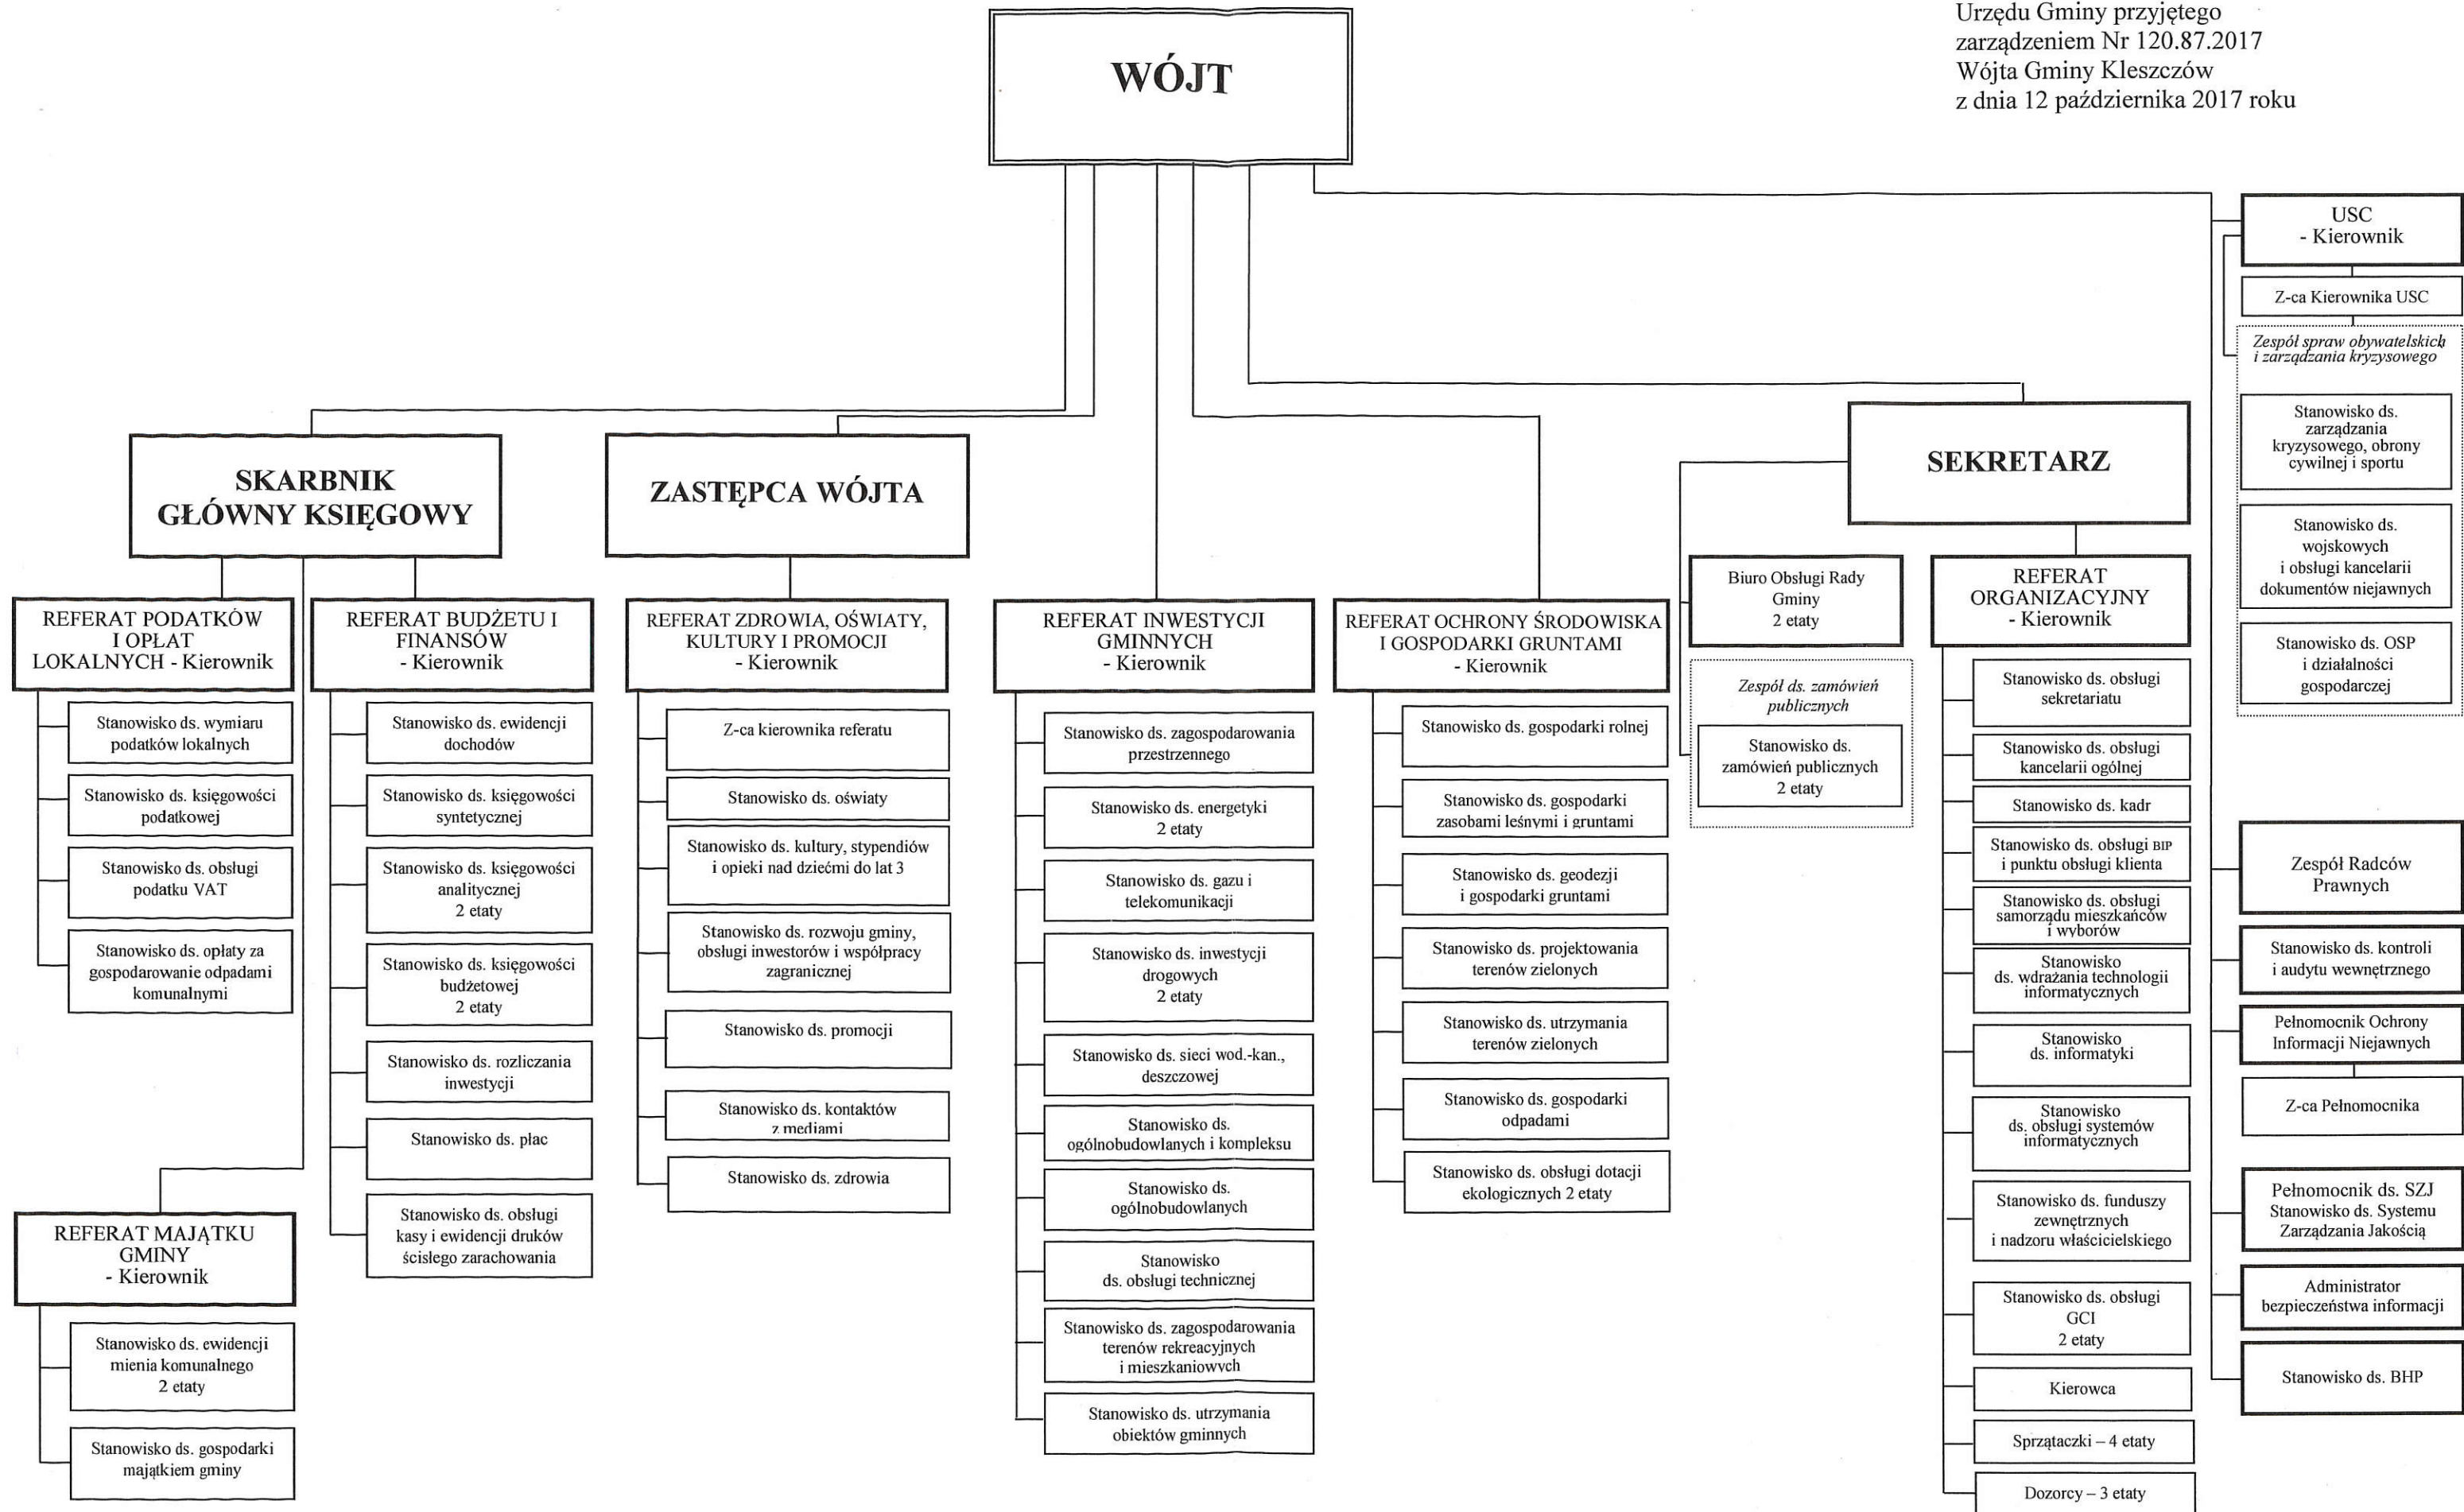 Urzędu Gminy przyjętego
zarządzeniem Nr 120.87.2017
Wójta Gminy Kleszczów
z dnia 12 października 2017 roku
WÓJT
USC
- Kierownik
Z-ca Kierownika USC
Zespół spraw obywatelskich
i zarządzania kryzysowego
Stanowisko ds.
zarządzania
kryzysowego, obrony
cywilnej i sportu
Stanowisko ds.
wojskowych
i obsługi kancelarii
dokumentów niejawnych
Stanowisko ds. OSP
i działalności
gospodarczej
SKARBNIK
GŁÓWNY KSIĘGOWY
ZASTĘPCA WÓJTA
SEKRETARZ
REFERAT PODATKÓW
I OPŁAT
LOKALNYCH - Kierownik
Stanowisko ds. wymiaru
podatków lokalnych
Stanowisko ds. księgowości
podatkowej
Stanowisko ds. obsługi
podatku VAT
Stanowisko ds. opłaty za
gospodarowanie odpadami
komunalnymi
REFERAT MAJĄTKU
GMINY
- Kierownik
Stanowisko ds. ewidencji
mienia komunalnego
2 etaty
Stanowisko ds. gospodarki
majątkiem gminy
REFERAT BUDŻETU I
FINANSÓW
- Kierownik
Stanowisko ds. ewidencji
dochodów
Stanowisko ds. księgowości
syntetycznej
Stanowisko ds. księgowości
analitycznej
2 etaty
Stanowisko ds. księgowości
budżetowej
2 etaty
Stanowisko ds. rozliczania
inwestycji
Stanowisko ds. płac
Stanowisko ds. obsługi
kasy i ewidencji druków
ścisłego zarachowania
REFERAT ZDROWIA, OŚWIATY,
KULTURY I PROMOCJI
- Kierownik
Z-ca kierownika referatu
Stanowisko ds. oświaty
Stanowisko ds. kultury, stypendiów
i opieki nad dziećmi do lat 3
Stanowisko ds. rozwoju gminy,
obsługi inwestorów i współpracy
zagranicznej
Stanowisko ds. promocji
Stanowisko ds. kontaktów
z mediami
Stanowisko ds. zdrowia
REFERAT INWESTYCJI
GMINNYCH
- Kierownik
Stanowisko ds. zagospodarowania
przestrzennego
Stanowisko ds. energetyki
2 etaty
Stanowisko ds. gazu i
telekomunikacji
Stanowisko ds. inwestycji
drogowych
2 etaty
Stanowisko ds. sieci wod.-kan.,
deszczowej
Stanowisko ds.
ogólnobudowlanych i kompleksu
Stanowisko ds.
ogólnobudowlanych
Stanowisko
ds. obsługi technicznej
Stanowisko ds. zagospodarowania
terenów rekreacyjnych
i mieszkaniowych
Stanowisko ds. utrzymania
obiektów gminnych
REFERAT OCHRONY ŚRODOWISKA
I GOSPODARKI GRUNTAMI
- Kierownik
Stanowisko ds. gospodarki rolnej
Stanowisko ds. gospodarki
zasobami leśnymi i gruntami
Stanowisko ds. geodezji
i gospodarki gruntami
Stanowisko ds. projektowania
terenów zielonych
Stanowisko ds. utrzymania
terenów zielonych
Stanowisko ds. gospodarki
odpadami
Stanowisko ds. obsługi dotacji
ekologicznych 2 etaty
Biuro Obsługi Rady
Gminy
2 etaty
Zespół ds. zamówień
publicznych
Stanowisko ds.
zamówień publicznych
2 etaty
REFERAT
ORGANIZACYJNY
- Kierownik
Stanowisko ds. obsługi
sekretariatu
Stanowisko ds. obsługi
kancelarii ogólnej
Stanowisko ds. kadr
Stanowisko ds. obsługi BIP
i punktu obsługi klienta
Stanowisko ds. obsługi
samorządu mieszkańców
i wyborów
Stanowisko
ds. wdrażania technologii
informatycznych
Stanowisko
ds. informatyki
Stanowisko
ds. obsługi systemów
informatycznych
Stanowisko ds. funduszy
zewnętrznych
i nadzoru właścicielskiego
Stanowisko ds. obsługi
GCI
2 etaty
Kierowca
Sprzątaczki – 4 etaty
Dozorcy – 3 etaty
Zespół Radców
Prawnych
Stanowisko ds. kontroli
i audytu wewnętrznego
Pełnomocnik Ochrony
Informacji Niejawnych
Z-ca Pełnomocnika
Pełnomocnik ds. SZJ
Stanowisko ds. Systemu
Zarządzania Jakością
Administrator
bezpieczeństwa informacji
Stanowisko ds. BHP